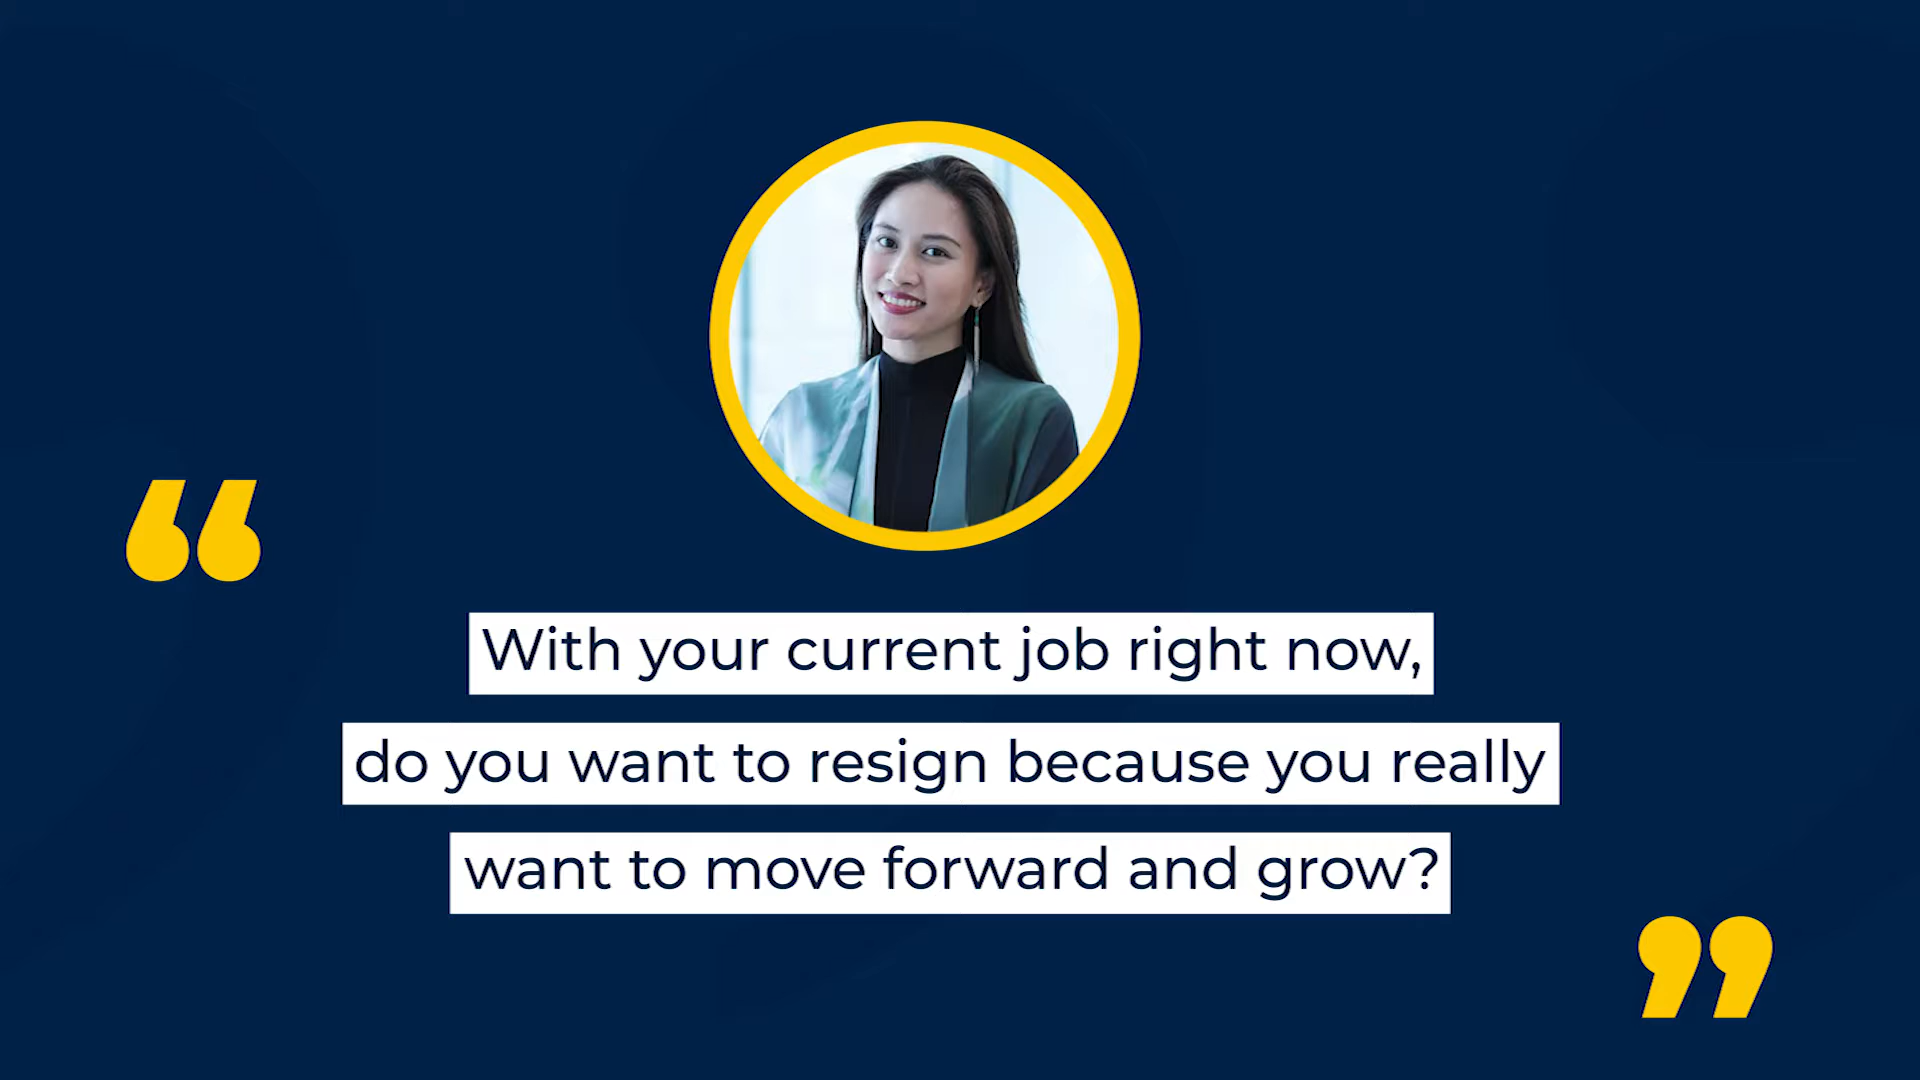 “
With your current job right now,
do you want to resign because you really
want to move forward and grow?
”